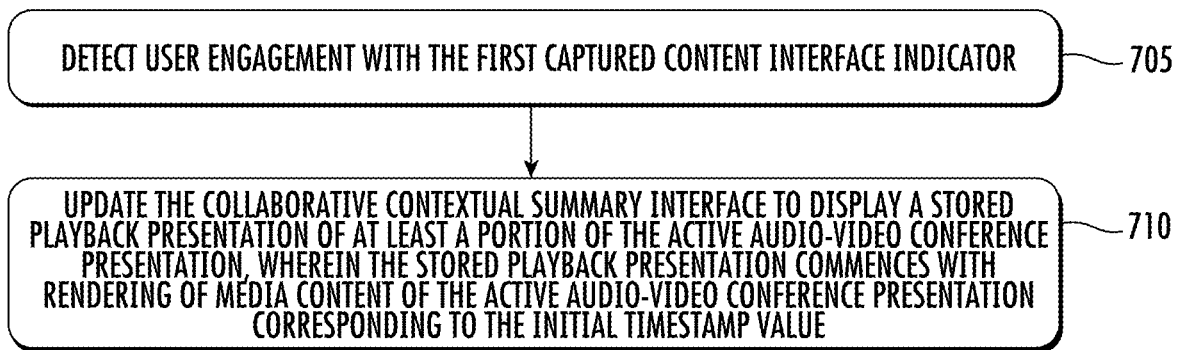 DETECT USER ENGAGEMENT WITH THE FIRST CAPTURED CONTENT INTERFACE INDICATOR
705
UPDATE THE COLLABORATIVE CONTEXTUAL SUMMARY INTERFACE TO DISPLAY A STORED
PLAYBACK PRESENTATION OF AT LEAST A PORTION OF THE ACTIVE AUDIO-VIDEO CONFERENCE
PRESENTATION, WHEREIN THE STORED PLAYBACK PRESENTATION COMMENCES WITH
RENDERING OF MEDIA CONTENT OF THE ACTIVE AUDIO-VIDEO CONFERENCE PRESENTATION
CORRESPONDING TO THE INITIAL TIMESTAMP VALUE
710